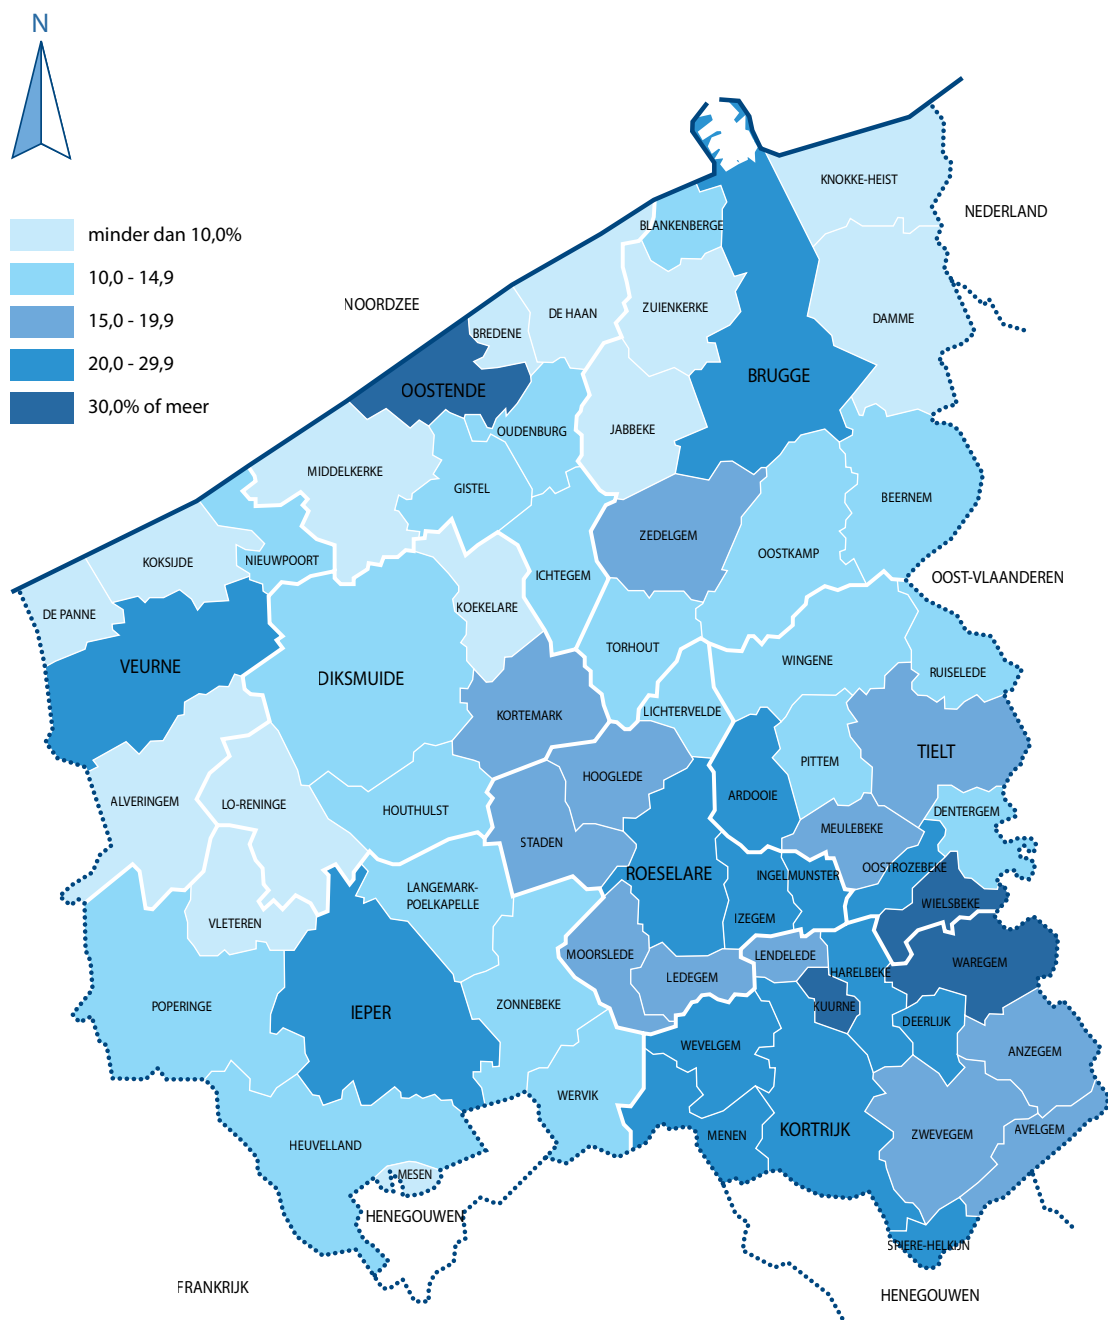 N
KNOKKE-HEIST
NEDERLAND
BLANKENBERGE
minder dan 10,0%
10,0 - 14,9
15,0 - 19,9
20,0 - 29,9
30,0% of meer
NOORDZEE
ZUIENKERKE
DE HAAN
DAMME
BREDENE
BRUGGE
OOSTENDE
OUDENBURG
JABBEKE
MIDDELKERKE
GISTEL
BEERNEM
ZEDELGEM
OOSTKAMP
KOKSIJDE
NIEUWPOORT
ICHTEGEM
OOST-VLAANDEREN
DE PANNE
KOEKELARE
TORHOUT
WINGENE
VEURNE
DIKSMUIDE
RUISELEDE
KORTEMARK
LICHTERVELDE
TIELT
PITTEM
HOOGLEDE
ARDOOIE
ALVERINGEM
LO-RENINGE
HOUTHULST
DENTERGEM
MEULEBEKE
STADEN
OOSTROZEBEKE
ROESELARE
INGELMUNSTER
LANGEMARK-
POELKAPELLE
WIELSBEKE
IZEGEM
VLETEREN
MOORSLEDE
LENDELEDE
WAREGEM
HARELBEKE
LEDEGEM
POPERINGE
ZONNEBEKE
KUURNE
IEPER
DEERLIJK
WEVELGEM
ANZEGEM
WERVIK
KORTRIJK
AVELGEM
MENEN
ZWEVEGEM
HEUVELLAND
MESEN
HENEGOUWEN
SPIERE-HELKIJN
FRANKRIJK
HENEGOUWEN